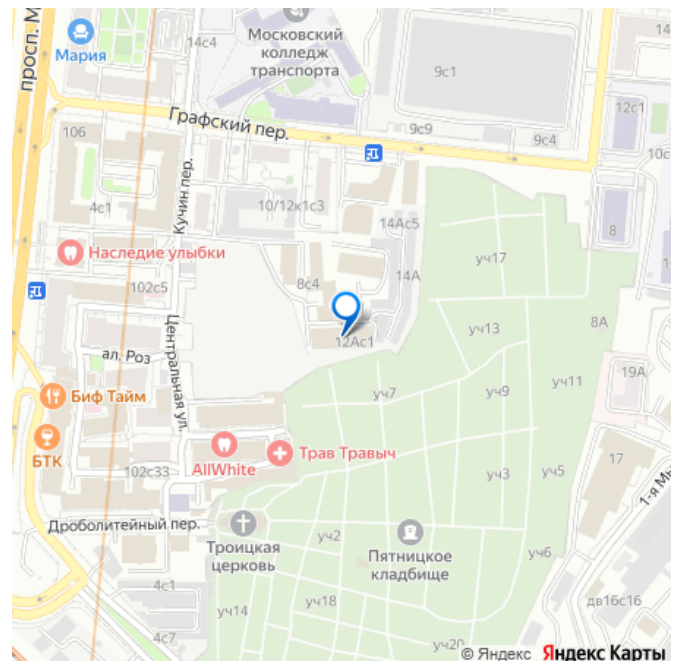 просп. М
Мария
14с4
Московский
колледж
транспорта
9с1
14
12с1
10с
9с9
9с4
Графский пер.
106
4с1
Кучин пер.
10/12к1с3
14Ас5
8
Наследие улыбки
102с5
8с4
14А
уч17
12Ас1
уч13
8А
ал. Роз
Центральная ул.
уч7
уч9
уч11
19А
Биф Тайм
БТК
AllWhite
Трав Травыч
102с33
уч3
уч5
17
1-я Мы
Дроболитейный пер.
Троицкая
церковь
уч2
Пятницкое
кладбище
уч6
4с1
уч14
уч18
дв16с16
4с7
уч20
© Яндекс Яндекс Карты